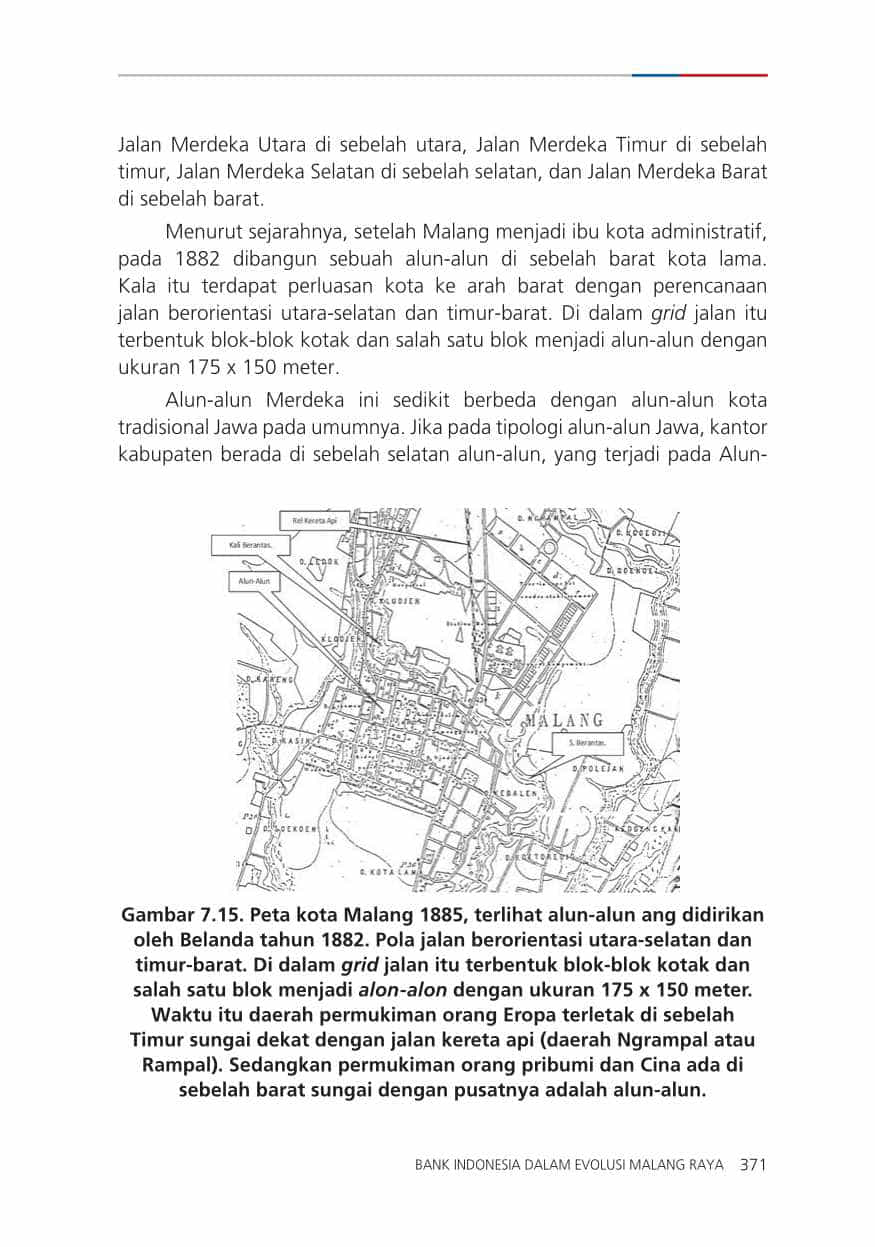 Jalan Merdeka Utara di sebelah utara, Jalan Merdeka Timur di sebelah
timur, Jalan Merdeka Selatan di sebelah selatan, dan Jalan Merdeka Barat
di sebelah barat.
Menurut sejarahnya, setelah Malang menjadi ibu kota administratif,
pada 1882 dibangun sebuah alun-alun di sebelah barat kota lama.
Kala itu terdapat perluasan kota ke arah barat dengan perencanaan
jalan berorientasi utara-selatan dan timur-barat. Di dalam grid jalan itu
terbentuk blok-blok kotak dan salah satu blok menjadi alun-alun dengan
ukuran 175 x 150 meter.
Alun-alun Merdeka ini sedikit berbeda dengan alun-alun kota
tradisional Jawa pada umumnya. Jika pada tipologi alun-alun Jawa, kantor
kabupaten berada di sebelah selatan alun-alun, yang terjadi pada Alun-
Rel Kereta Api
Kali Berantas.
Alun-Alun
D. KLODJEN
KLODJEN
D. KARENG
D. KASIN
MALANG
S. Berantas.
D. POLEJAN
D. KEBALEN
D. KOTA LAM
Gambar 7.15. Peta kota Malang 1885, terlihat alun-alun ang didirikan
oleh Belanda tahun 1882. Pola jalan berorientasi utara-selatan dan
timur-barat. Di dalam grid jalan itu terbentuk blok-blok kotak dan
salah satu blok menjadi alon-alon dengan ukuran 175 x 150 meter.
Waktu itu daerah permukiman orang Eropa terletak di sebelah
Timur sungai dekat dengan jalan kereta api (daerah Ngrampal atau
Rampal). Sedangkan permukiman orang pribumi dan Cina ada di
sebelah barat sungai dengan pusatnya adalah alun-alun.
BANK INDONESIA DALAM EVOLUSI MALANG RAYA 371